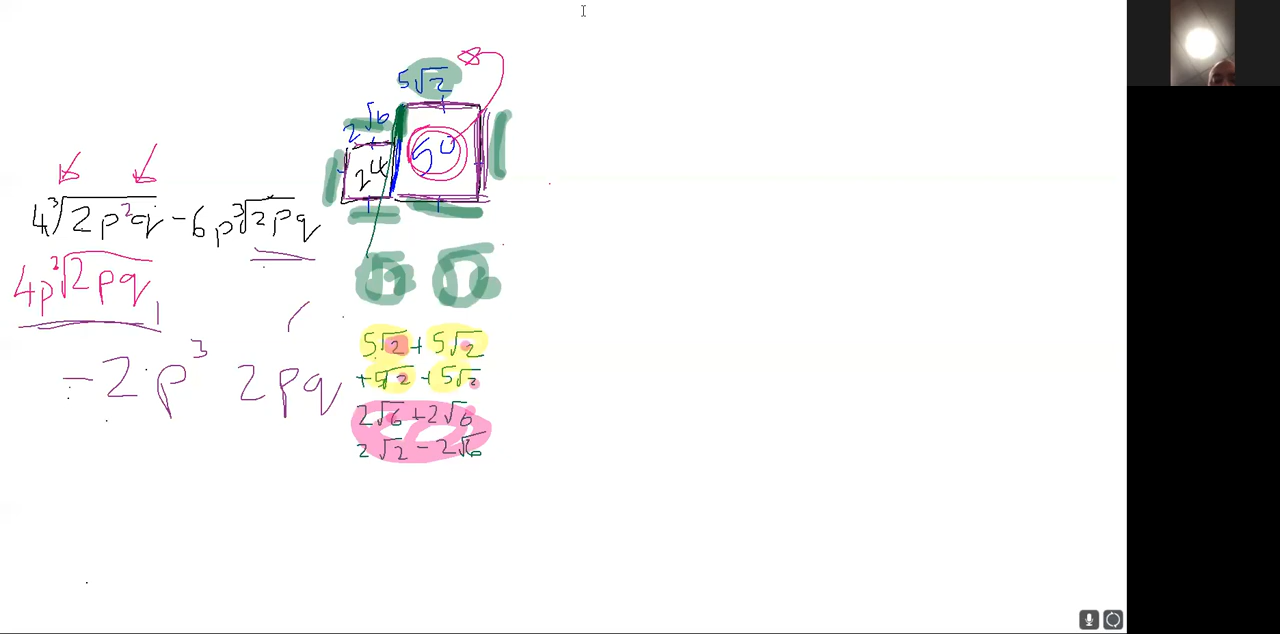 4∛2p²q − 6p∛2pq
4p³√2pq
−2p³ 2pq
5√2
2√6
24
50
5√2 + 5√2
+5√2 + 5√2
2√6 + 2√6
2√2 − 2√6